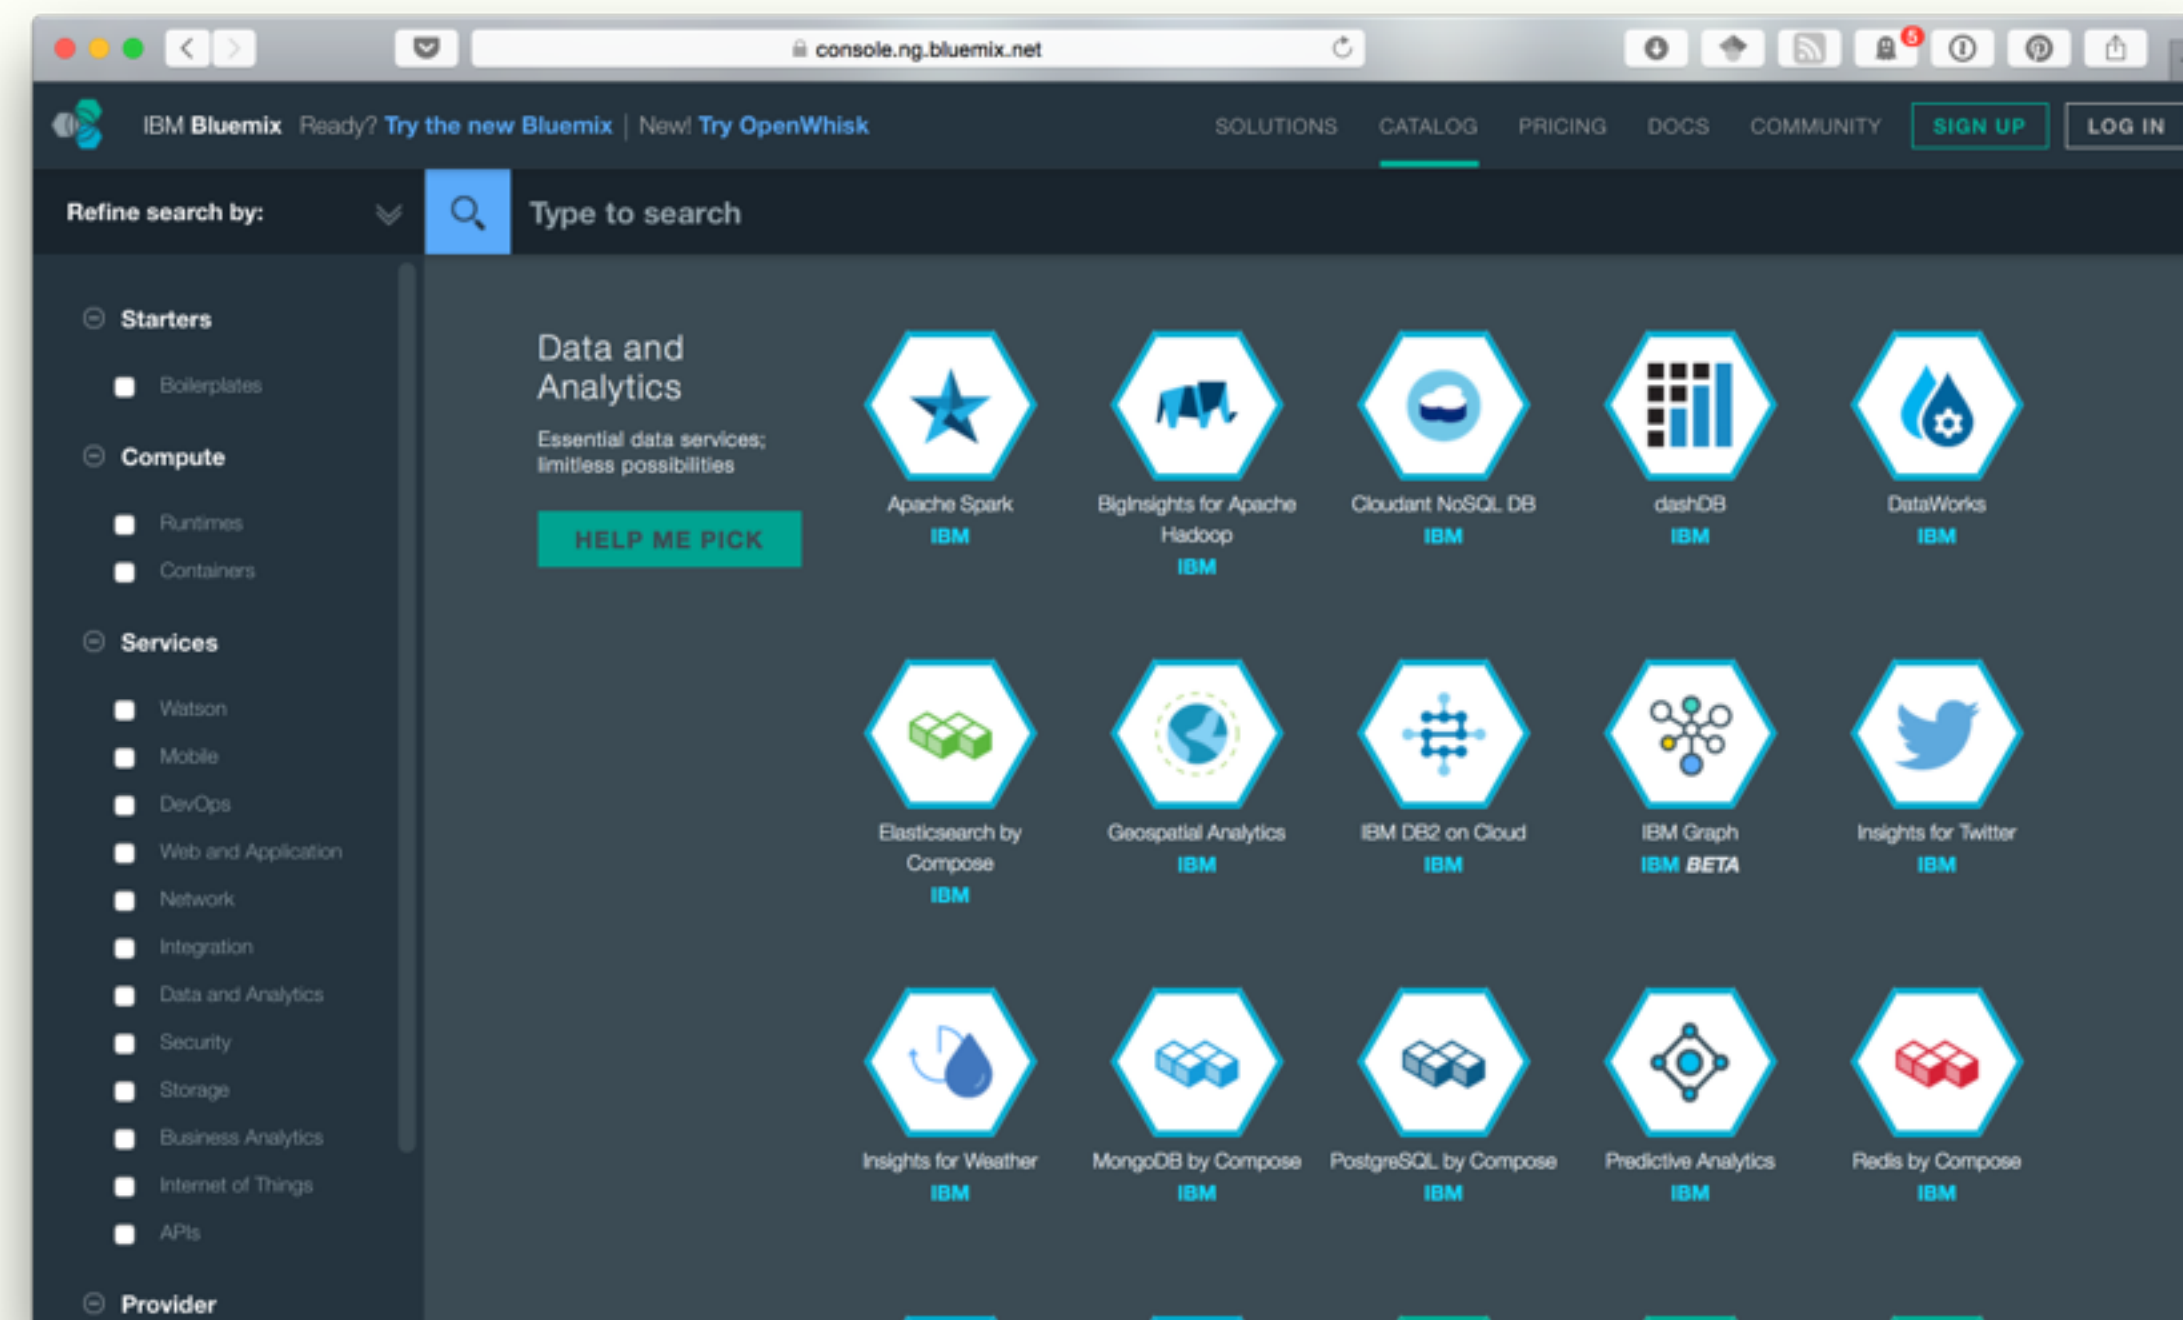 console.ng.bluemix.net
5
IBM Bluemix Ready? Try the new Bluemix | New! Try OpenWhisk
SOLUTIONS CATALOG PRICING DOCS COMMUNITY SIGN UP LOG IN
Refine search by:
Type to search
Starters
Boilerplates
Compute
Runtimes
Containers
Services
Watson
Mobile
DevOps
Web and Application
Network
Integration
Data and Analytics
Security
Storage
Business Analytics
Internet of Things
APIs
Provider
Data and
Analytics
Essential data services;
limitless possibilities
HELP ME PICK
Apache Spark
IBM
BigInsights for Apache
Hadoop
IBM
Cloudant NoSQL DB
IBM
dashDB
IBM
DataWorks
IBM
Elasticsearch by
Compose
IBM
Geospatial Analytics
IBM
IBM DB2 on Cloud
IBM
IBM Graph
IBM BETA
Insights for Twitter
IBM
Insights for Weather
IBM
MongoDB by Compose
IBM
PostgreSQL by Compose
IBM
Predictive Analytics
IBM
Redis by Compose
IBM